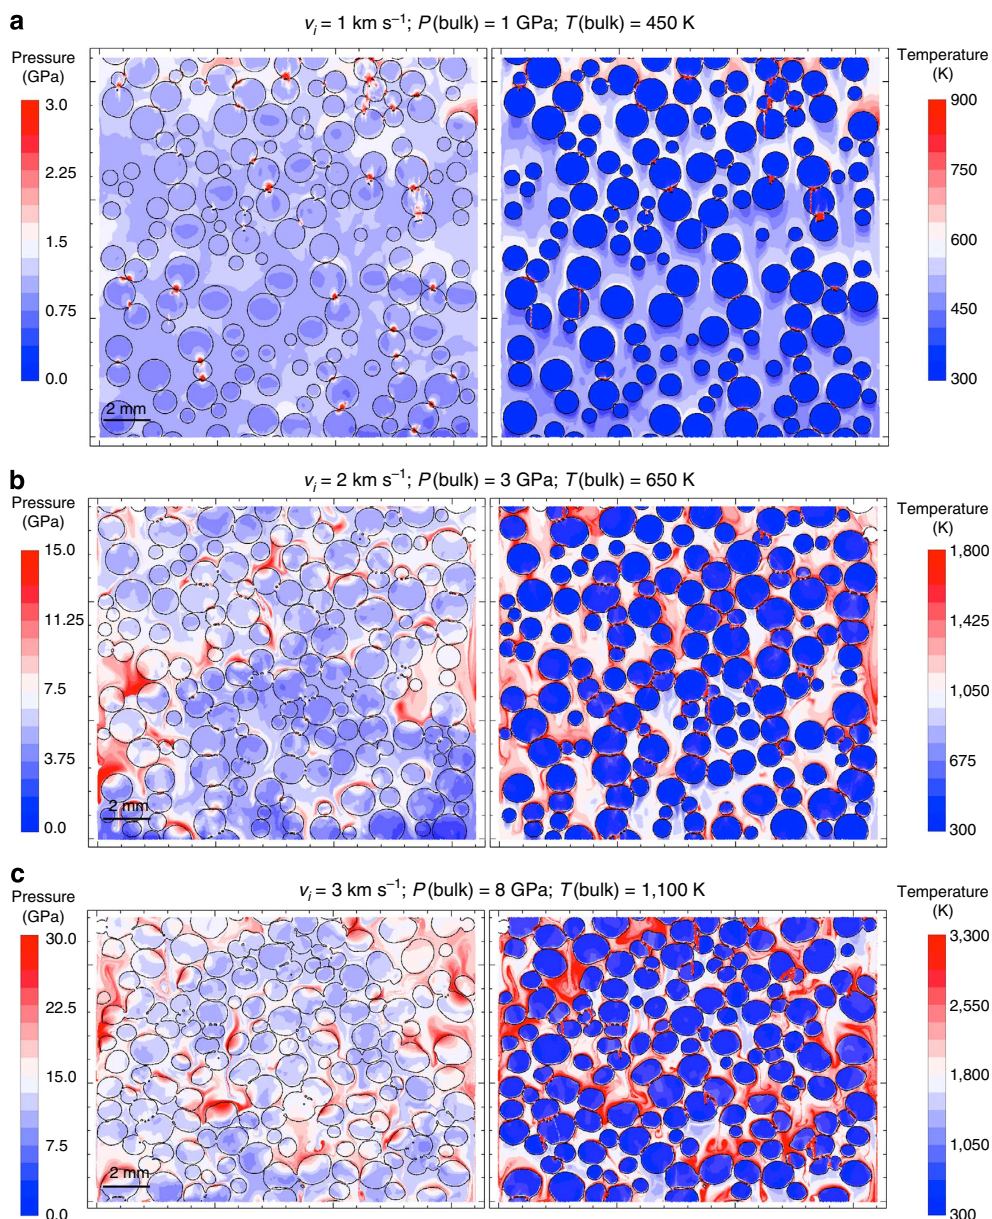 a
v_i = 1 km s⁻¹; P(bulk) = 1 GPa; T(bulk) = 450 K
Pressure
(GPa)
3.0
2.25
1.5
0.75
0.0
2 mm
Temperature
(K)
900
750
600
450
300
b
v_i = 2 km s⁻¹; P(bulk) = 3 GPa; T(bulk) = 650 K
Pressure
(GPa)
15.0
11.25
7.5
3.75
0.0
2 mm
Temperature
(K)
1,800
1,425
1,050
675
300
c
v_i = 3 km s⁻¹; P(bulk) = 8 GPa; T(bulk) = 1,100 K
Pressure
(GPa)
30.0
22.5
15.0
7.5
0.0
2 mm
Temperature
(K)
3,300
2,550
1,800
1,050
300